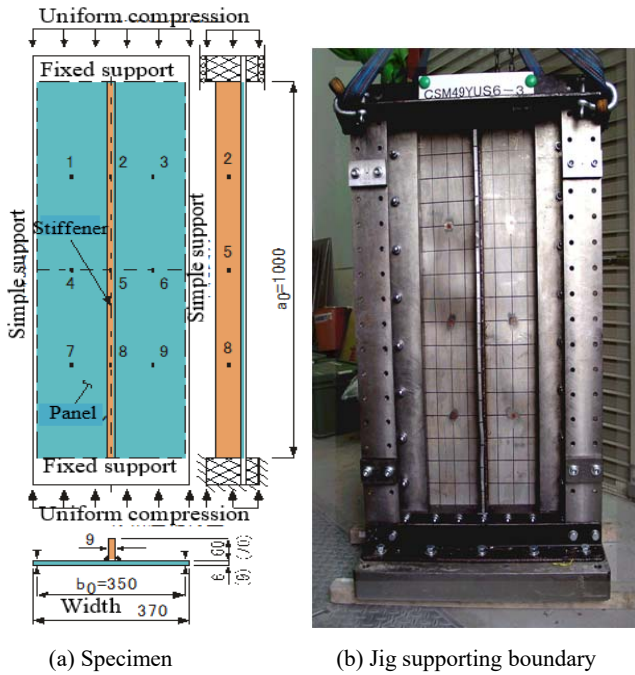 Uniform compression
Fixed support
1
2
3
2
Stiffener
Simple support
Simple support
4
5
6
5
a0=1000
7
8
9
8
Panel
Fixed support
Uniform compression
9
60
(70)
6
(9)
b0=350
Width 370
(a) Specimen
CSM49YUS6-3
(b) Jig supporting boundary